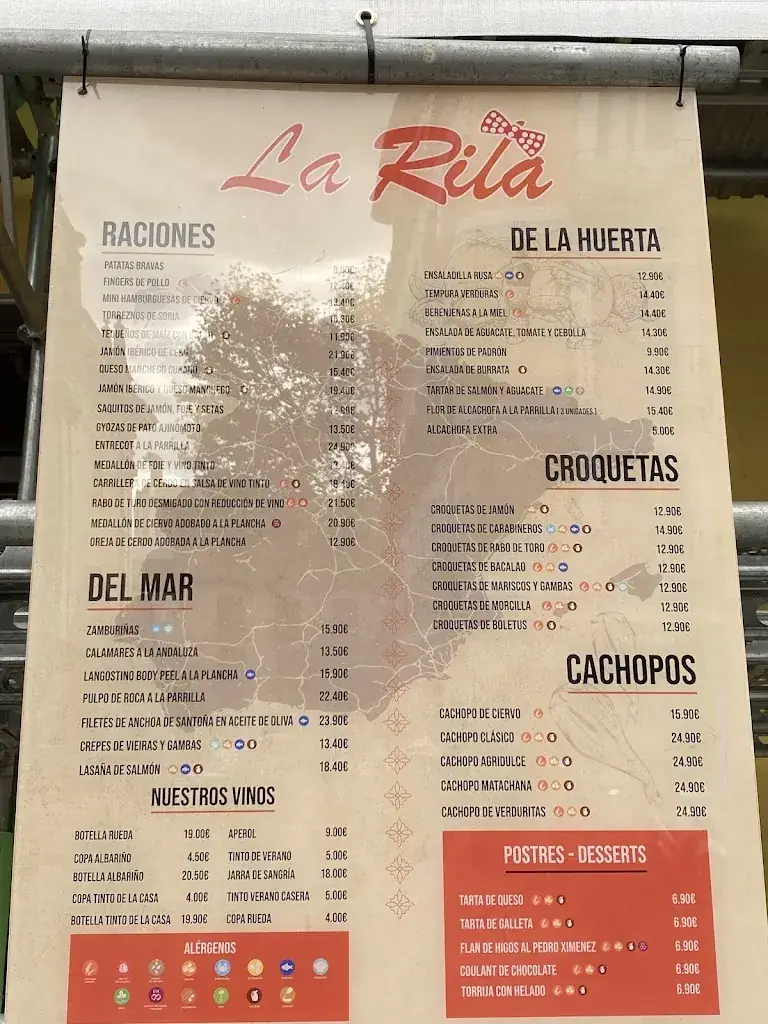 La Rila
RACIONES
PATATAS BRAVAS
FINGERS DE POLLO
MINI HAMBURGUESAS DE CIERVO
TORREZNOS DE SORIA
TEQUEÑOS DE MAÍZ CON 11.90€
JAMÓN IBÉRICO DE CEBO 21.90€
QUESO MANCHEGO CURADO 15.40€
JAMÓN IBÉRICO Y QUESO MANCHEGO 19.40€
SAQUITOS DE JAMÓN, FOIE Y SETAS
GYOZAS DE PATO AJINOMOTO 13.50€
ENTRECOT A LA PARRILLA 24.90€
MEDALLÓN DE FOIE Y VINO TINTO
CARRILLERA DE CERDO EN SALSA DE VINO TINTO 18.40€
RABO DE TORO DESMIGADO CON REDUCCIÓN DE VINO 21.50€
MEDALLÓN DE CIERVO ADOBADO A LA PLANCHA 20.90€
OREJA DE CERDO ADOBADA A LA PLANCHA 12.90€
DEL MAR
ZAMBURIÑAS 15.90€
CALAMARES A LA ANDALUZA 13.50€
LANGOSTINO BODY PEEL A LA PLANCHA 15.90€
PULPO DE ROCA A LA PARRILLA 22.40€
FILETES DE ANCHOA DE SANTOÑA EN ACEITE DE OLIVA 23.90€
CREPES DE VIEIRAS Y GAMBAS 13.40€
LASAÑA DE SALMÓN 18.40€
NUESTROS VINOS
BOTELLA RUEDA 19.00€ APEROL 9.00€
COPA ALBARIÑO 4.50€ TINTO DE VERANO 5.00€
BOTELLA ALBARIÑO 20.50€ JARRA DE SANGRÍA 18.00€
COPA TINTO DE LA CASA 4.00€ TINTO VERANO CASERA 5.00€
BOTELLA TINTO DE LA CASA 19.90€ COPA RUEDA 4.00€
ALÉRGENOS
DE LA HUERTA
ENSALADILLA RUSA 12.90€
TEMPURA VERDURAS 14.40€
BERENJENAS A LA MIEL 14.40€
ENSALADA DE AGUACATE, TOMATE Y CEBOLLA 14.30€
PIMIENTOS DE PADRÓN 9.90€
ENSALADA DE BURRATA 14.30€
TARTAR DE SALMÓN Y AGUACATE 14.90€
FLOR DE ALCACHOFA A LA PARRILLA ( 3 UNIDADES ) 15.40€
ALCACHOFA EXTRA 5.00€
CROQUETAS
CROQUETAS DE JAMÓN 12.90€
CROQUETAS DE CARABINEROS 14.90€
CROQUETAS DE RABO DE TORO 12.90€
CROQUETAS DE BACALAO 12.90€
CROQUETAS DE MARISCOS Y GAMBAS 12.90€
CROQUETAS DE MORCILLA 12.90€
CROQUETAS DE BOLETUS 12.90€
CACHOPOS
CACHOPO DE CIERVO 15.90€
CACHOPO CLÁSICO 24.90€
CACHOPO AGRIDULCE 24.90€
CACHOPO MATACHANA 24.90€
CACHOPO DE VERDURITAS 24.90€
POSTRES - DESSERTS
TARTA DE QUESO 6.90€
TARTA DE GALLETA 6.90€
FLAN DE HIGOS AL PEDRO XIMENEZ 6.90€
COULANT DE CHOCOLATE 6.90€
TORRIJA CON HELADO 6.90€